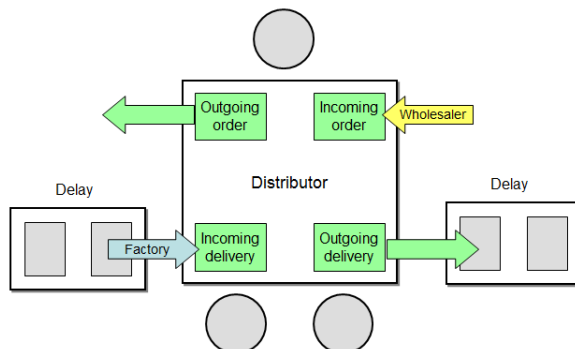 Outgoing
order
Incoming
order
Wholesaler
Distributor
Delay
Delay
Factory
Incoming
delivery
Outgoing
delivery